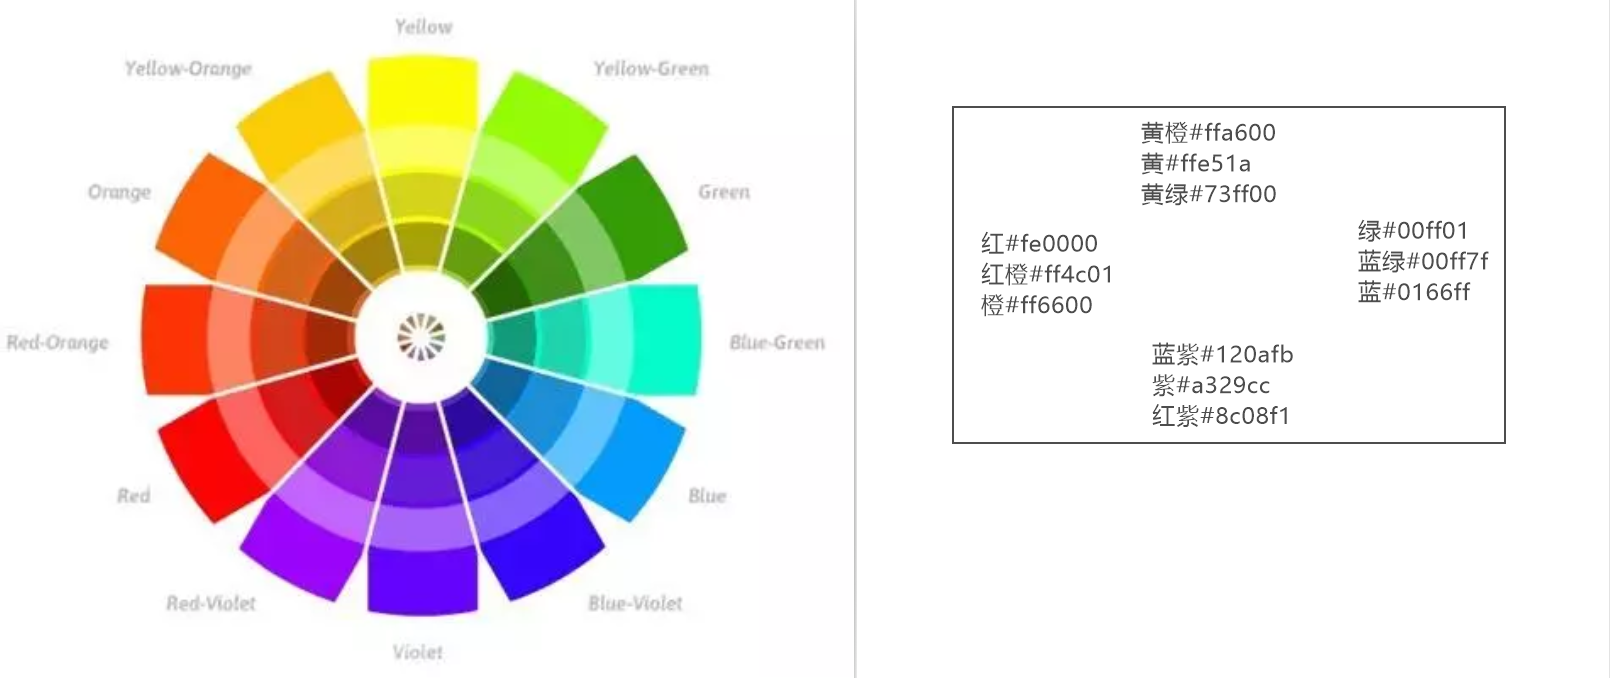 Yellow
Yellow-Orange
Yellow-Green
Orange
Green
Red-Orange
Blue-Green
Red
Blue
Red-Violet
Blue-Violet
Violet
黄橙#ffa600
黄#ffe51a
黄绿#73ff00
红#fe0000
红橙#ff4c01
橙#ff6600
绿#00ff01
蓝绿#00ff7f
蓝#0166ff
蓝紫#120afb
紫#a329cc
红紫#8c08f1